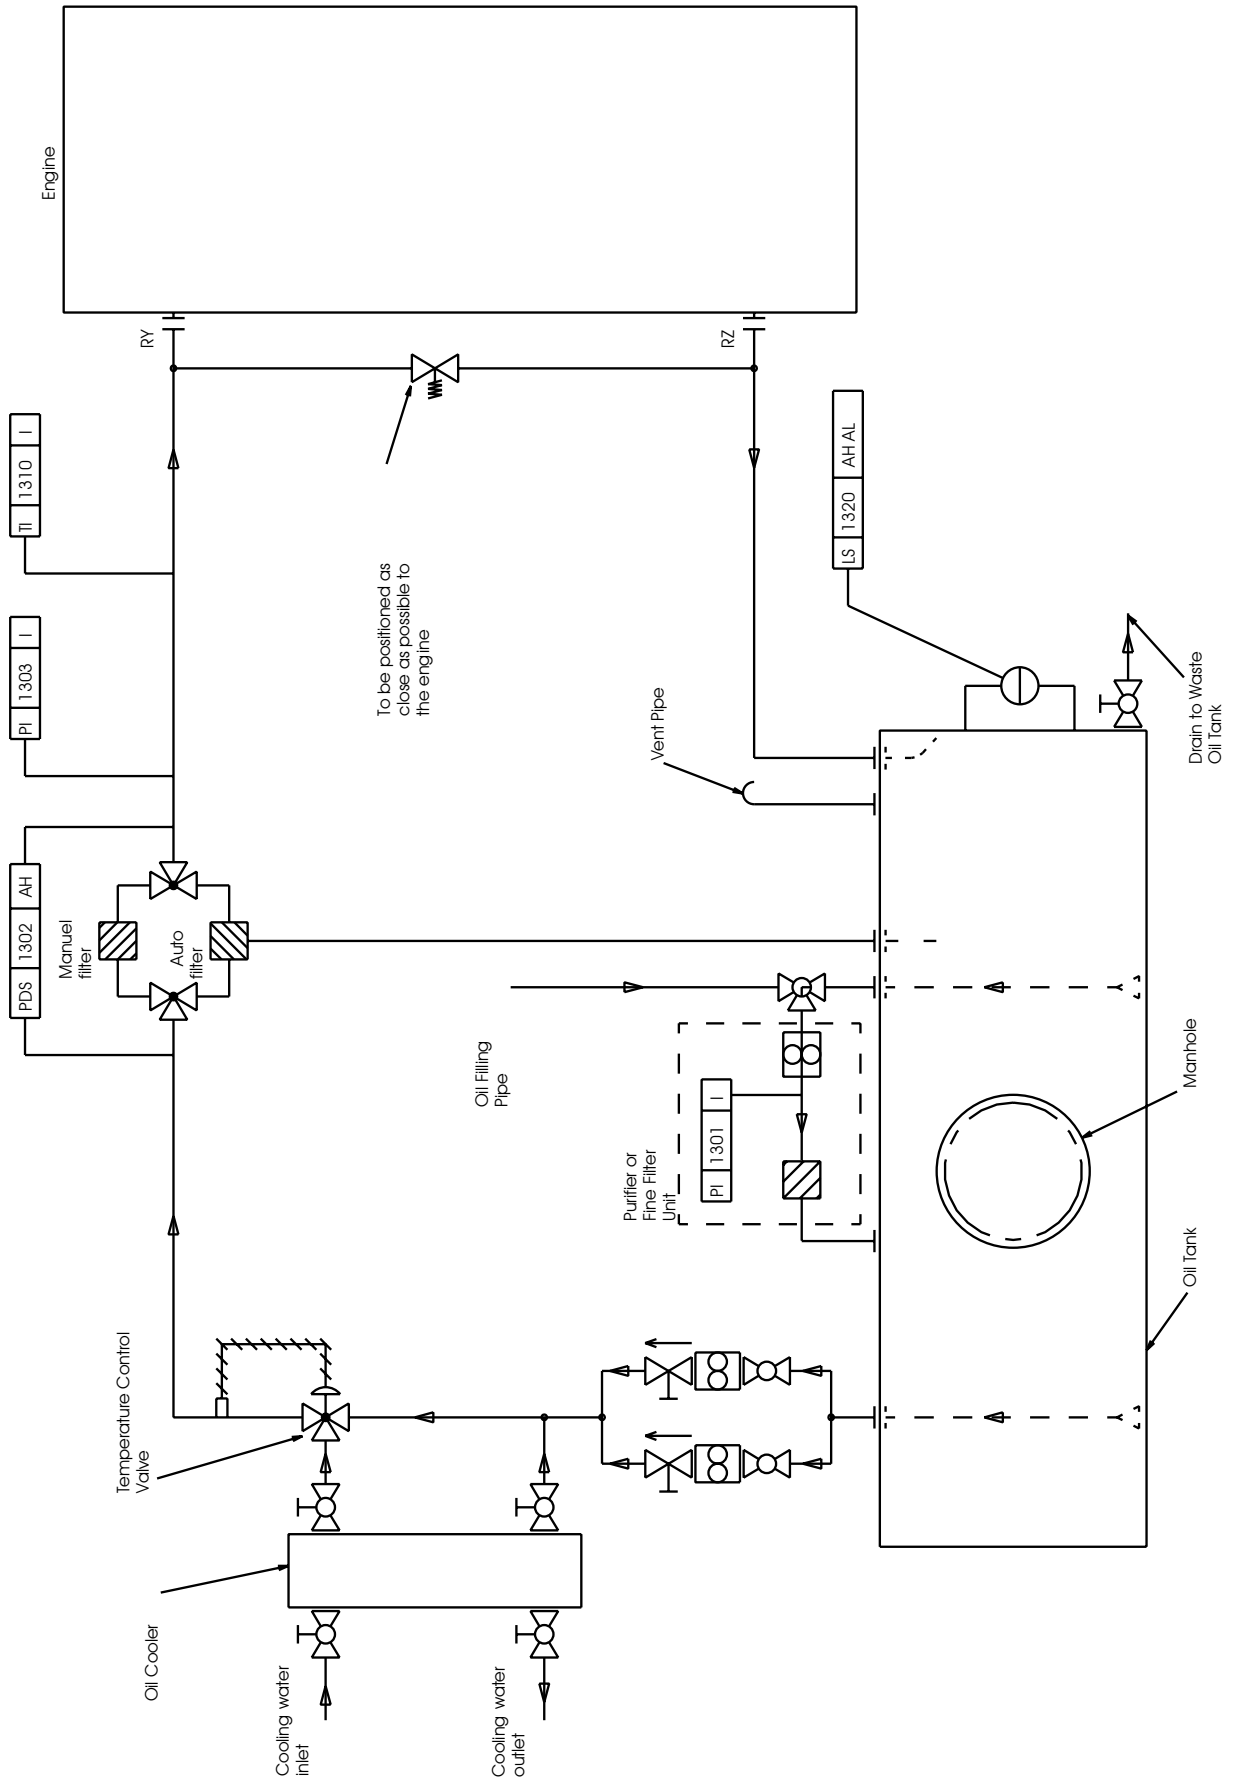 Engine
RY
RZ
TI 1310 I
PI 1303 I
PDS 1302 AH
Manuel
filter
Auto
filter
To be positioned as
close as possible to
the engine
LS 1320 AH AL
Vent Pipe
Drain to Waste
Oil Tank
Oil Filling
Pipe
PI 1301 I
Purifier or
Fine Filter
Unit
Manhole
Oil Tank
Temperature Control
Valve
Oil Cooler
Cooling water
inlet
Cooling water
outlet